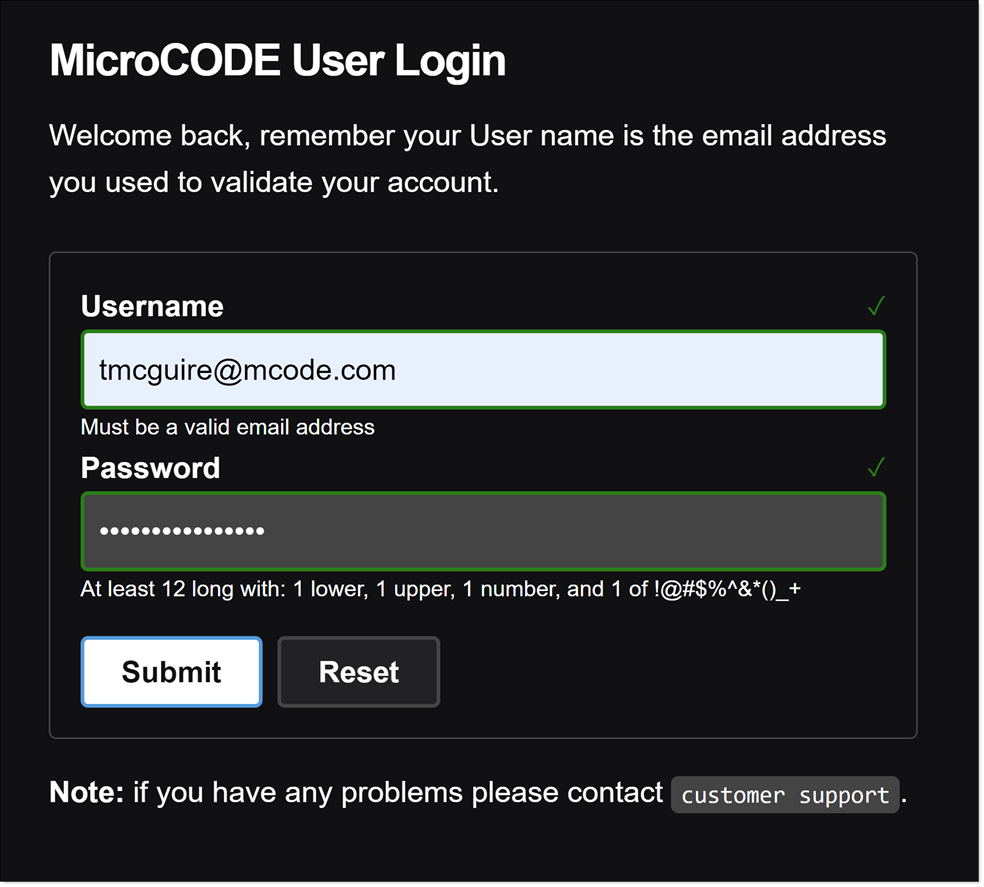 MicroCODE User Login
Welcome back, remember your User name is the email address
you used to validate your account.
Username ✓
tmcguire@mcode.com
Must be a valid email address
Password ✓
••••••••••••••••
At least 12 long with: 1 lower, 1 upper, 1 number, and 1 of !@#$%^&*()_+
Submit Reset
Note: if you have any problems please contact customer support.